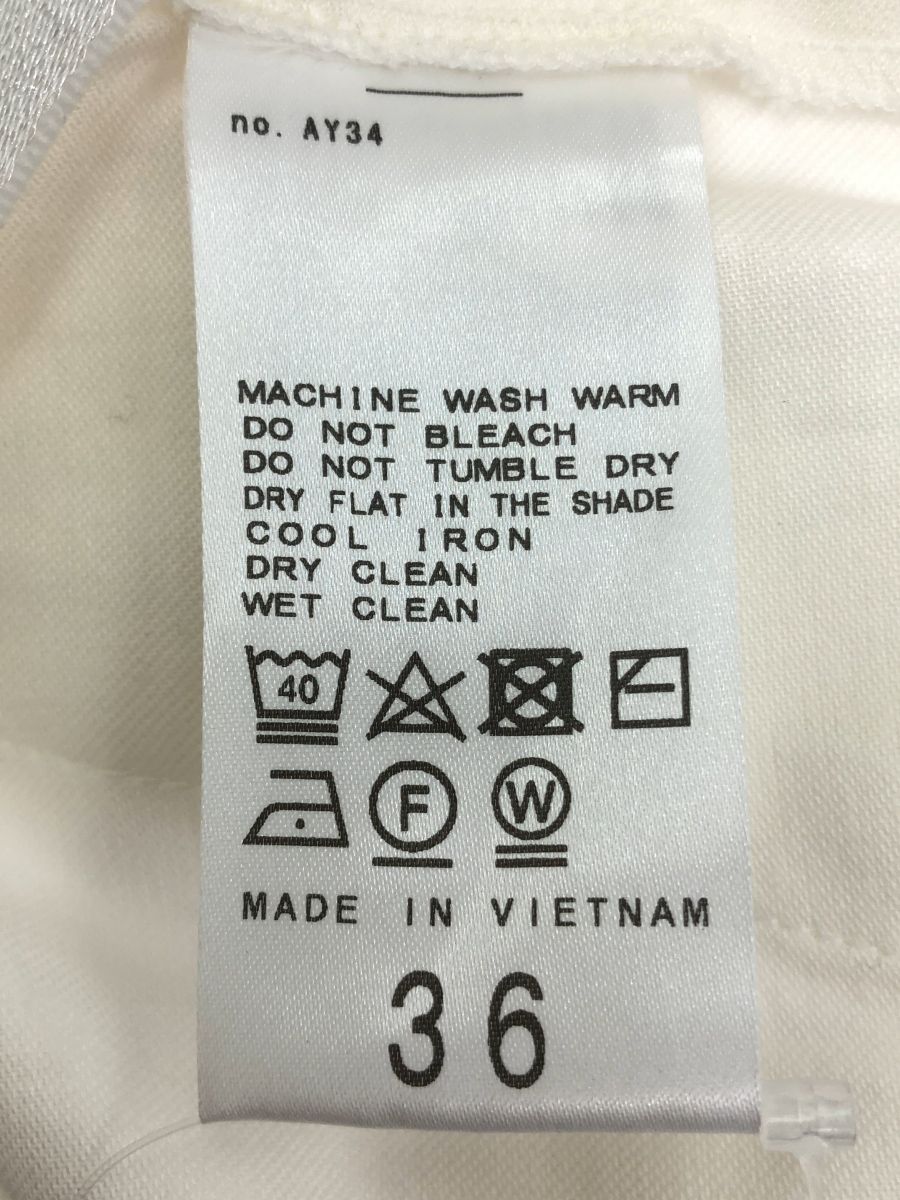 no. AY34
MACHINE WASH WARM
DO NOT BLEACH
DO NOT TUMBLE DRY
DRY FLAT IN THE SHADE
COOL IRON
DRY CLEAN
WET CLEAN
40
F W
MADE IN VIETNAM
36